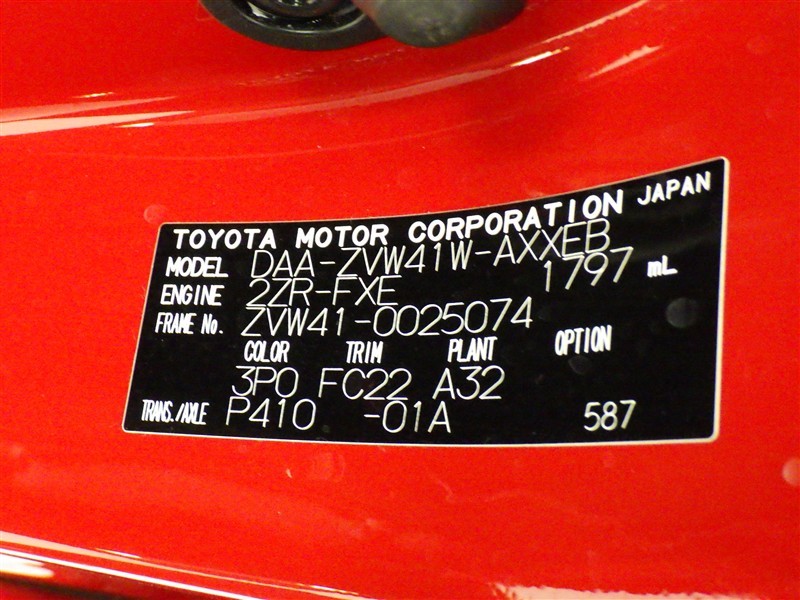 TOYOTA MOTOR CORPORATION JAPAN
MODEL DAA-ZVW41W-AXXEB
ENGINE 2ZR-FXE 1797 mL
FRAME No. ZVW41-0025074
COLOR TRIM PLANT OPTION
3P0 FC22 A32
TRANS./AXLE P410 -01A 587